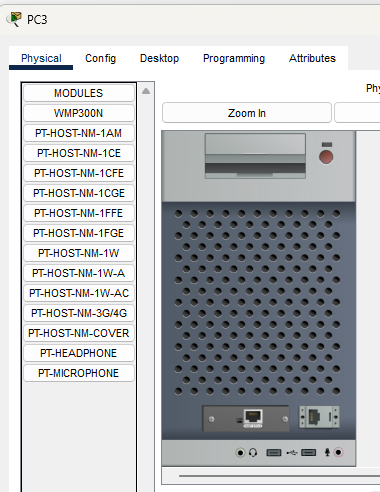 PC3
Physical Config Desktop Programming Attributes
MODULES
WMP300N
PT-HOST-NM-1AM
PT-HOST-NM-1CE
PT-HOST-NM-1CFE
PT-HOST-NM-1CGE
PT-HOST-NM-1FFE
PT-HOST-NM-1FGE
PT-HOST-NM-1W
PT-HOST-NM-1W-A
PT-HOST-NM-1W-AC
PT-HOST-NM-3G/4G
PT-HOST-NM-COVER
PT-HEADPHONE
PT-MICROPHONE
Phy
Zoom In